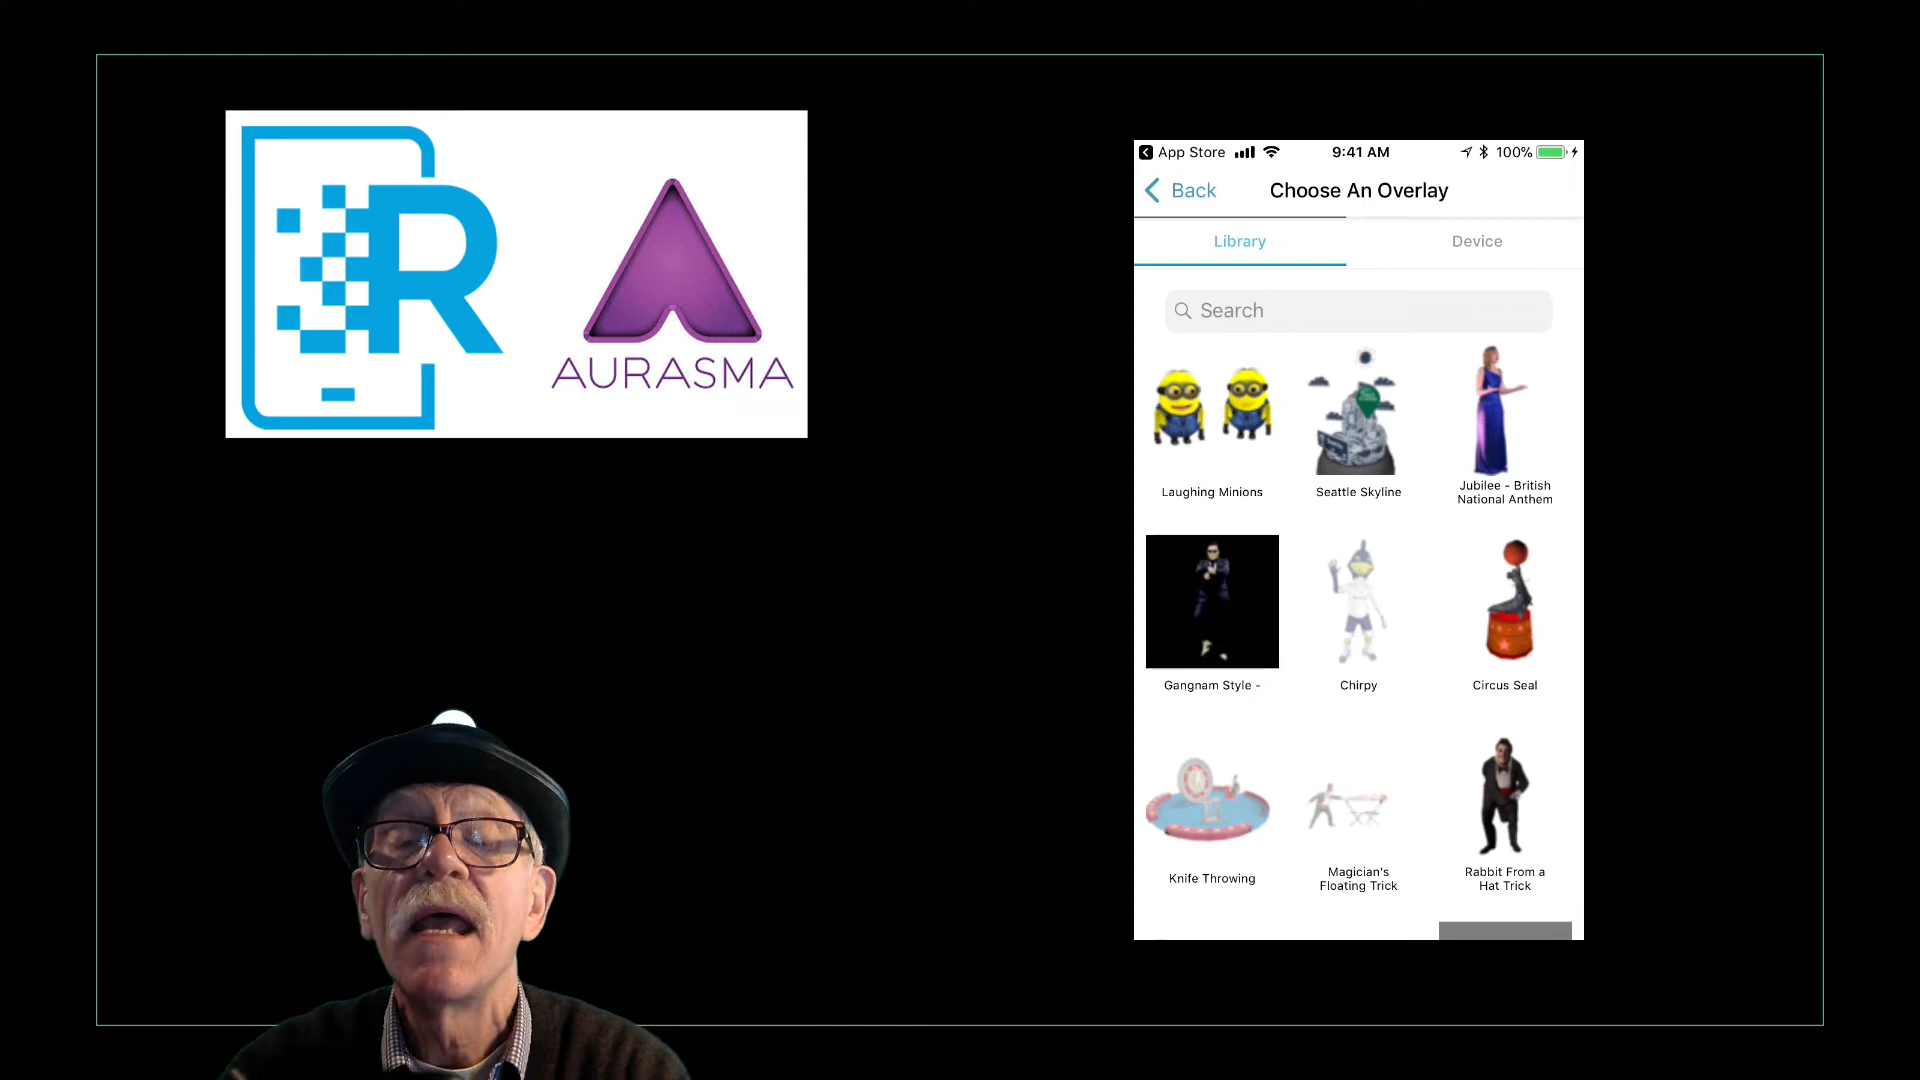 R
AURASMA
App Store
9:41 AM
100%
Back
Choose An Overlay
Library
Device
Search
Laughing Minions
Seattle Skyline
Jubilee - British
National Anthem
Gangnam Style -
Chirpy
Circus Seal
Knife Throwing
Magician's
Floating Trick
Rabbit From a
Hat Trick